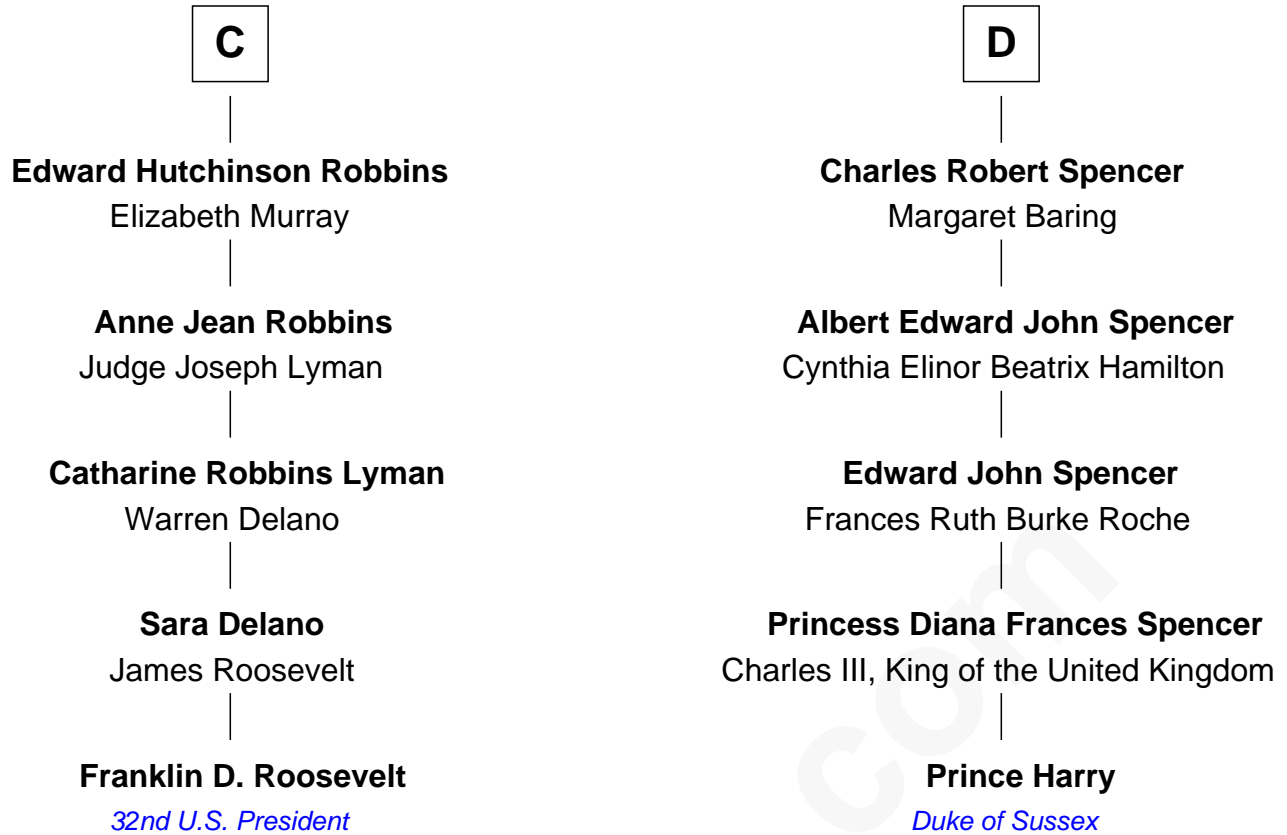 C
Edward Hutchinson Robbins
Elizabeth Murray
Anne Jean Robbins
Judge Joseph Lyman
Catharine Robbins Lyman
Warren Delano
Sara Delano
James Roosevelt
Franklin D. Roosevelt
32nd U.S. President
D
Charles Robert Spencer
Margaret Baring
Albert Edward John Spencer
Cynthia Elinor Beatrix Hamilton
Edward John Spencer
Frances Ruth Burke Roche
Princess Diana Frances Spencer
Charles III, King of the United Kingdom
Prince Harry
Duke of Sussex
com